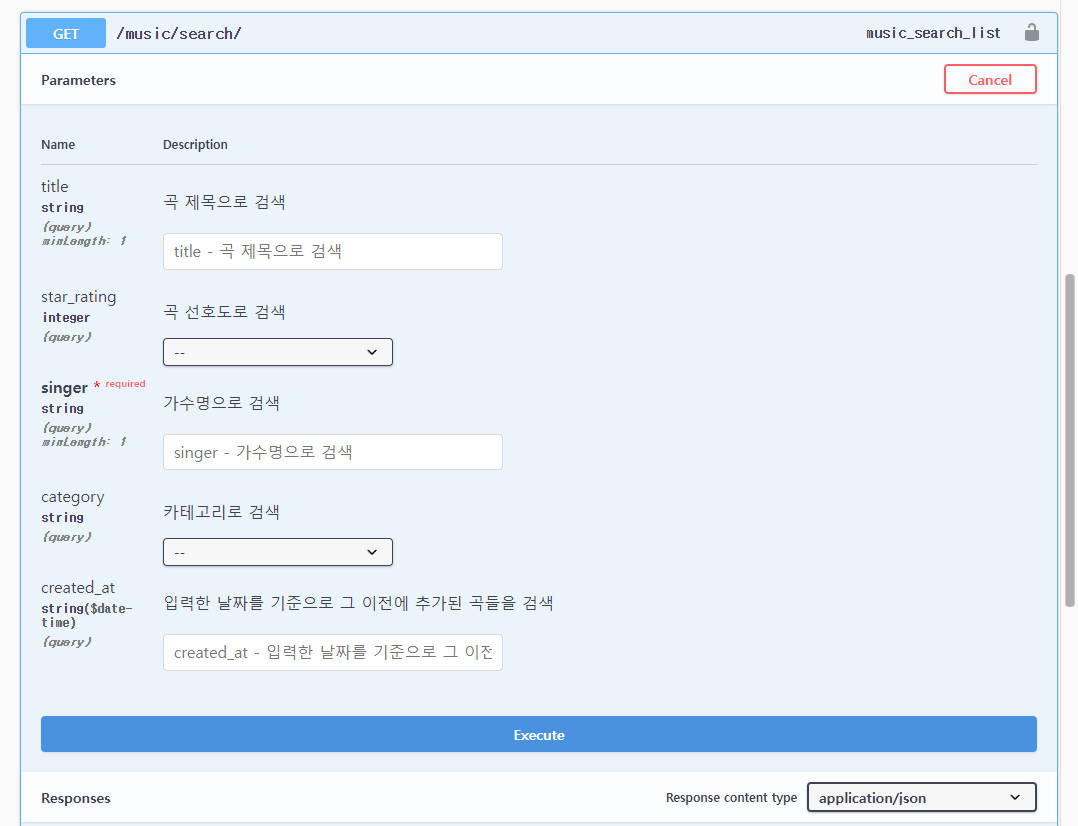 GET /music/search/ music_search_list
Parameters Cancel
Name Description
title
string
(query)
minLength: 1
곡 제목으로 검색
title - 곡 제목으로 검색
star_rating
integer
(query)
곡 선호도로 검색
--
singer * required
string
(query)
minLength: 1
가수명으로 검색
singer - 가수명으로 검색
category
string
(query)
카테고리로 검색
--
created_at
string($date-
time)
(query)
입력한 날짜를 기준으로 그 이전에 추가된 곡들을 검색
created_at - 입력한 날짜를 기준으로 그 이전
Execute
Responses Response content type application/json